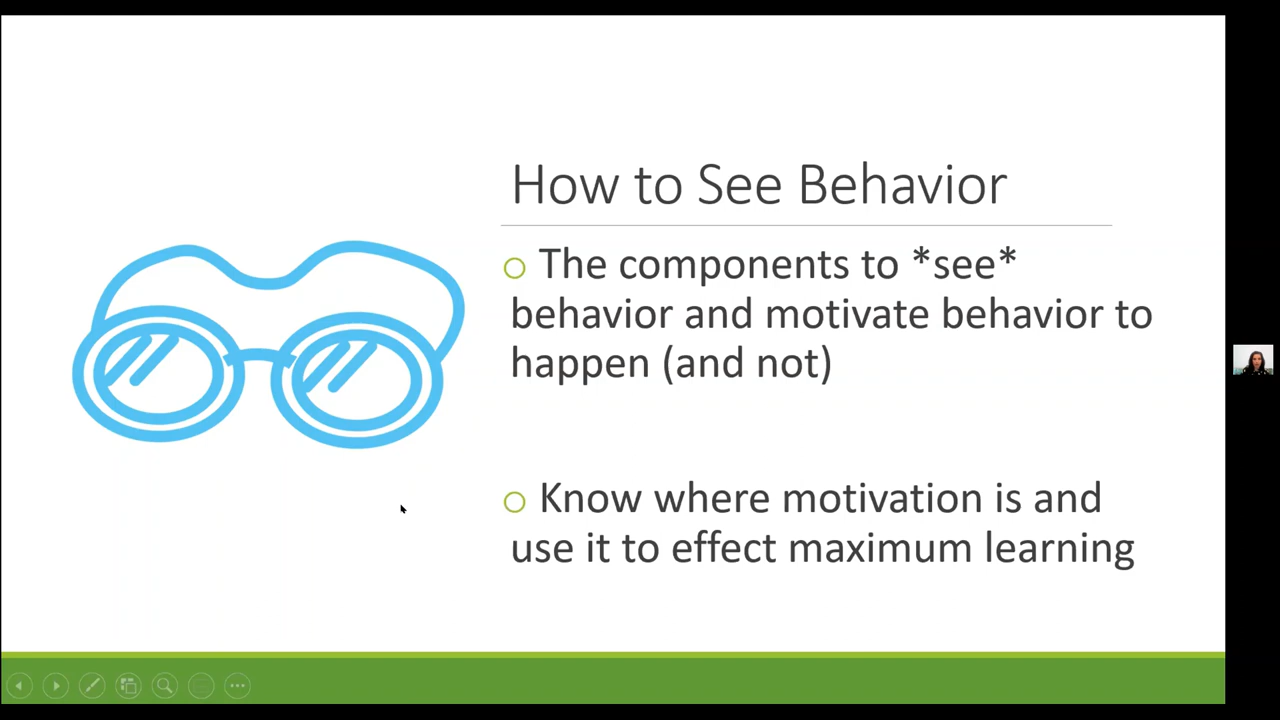 How to See Behavior
The components to *see*
behavior and motivate behavior to
happen (and not)
Know where motivation is and
use it to effect maximum learning